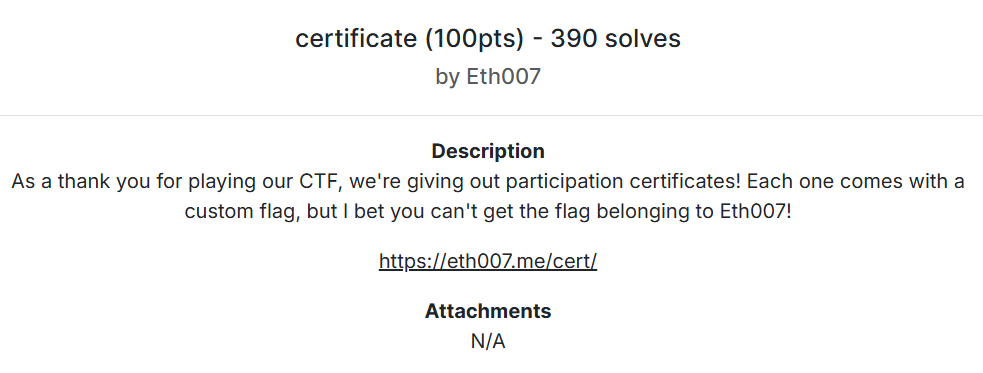 certificate (100pts) - 390 solves
by Eth007
Description
As a thank you for playing our CTF, we're giving out participation certificates! Each one comes with a
custom flag, but I bet you can't get the flag belonging to Eth007!
https://eth007.me/cert/
Attachments
N/A